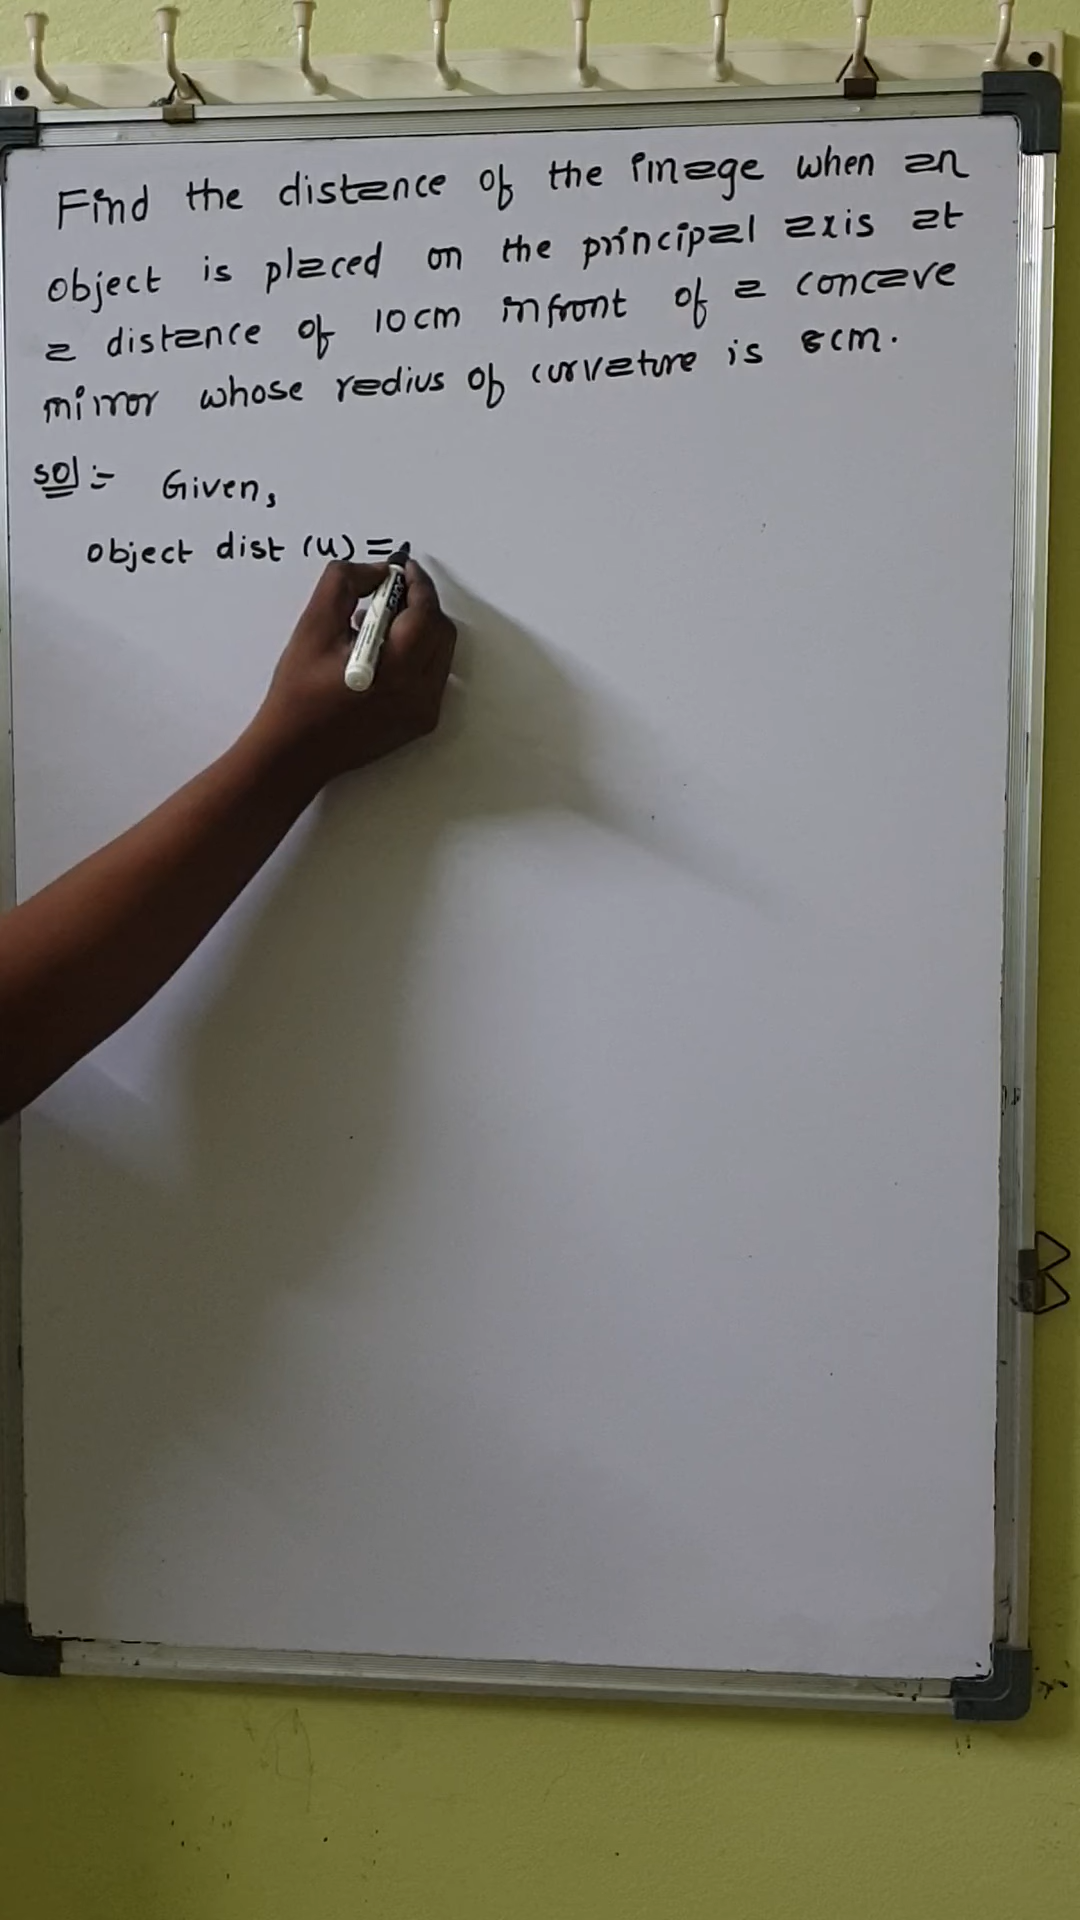 Find the distance of the image when an
object is placed on the principal axis at
a distance of 10cm infront of a concave
mirror whose radius of curvature is 8cm.
sol:- Given,
object dist (u) =